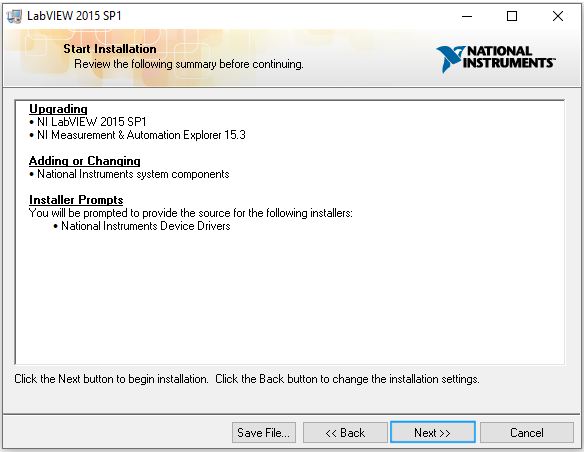 LabVIEW 2015 SP1
Start Installation
Review the following summary before continuing.
NATIONAL
INSTRUMENTS™
Upgrading
• NI LabVIEW 2015 SP1
• NI Measurement & Automation Explorer 15.3
Adding or Changing
• National Instruments system components
Installer Prompts
You will be prompted to provide the source for the following installers:
• National Instruments Device Drivers
Click the Next button to begin installation.  Click the Back button to change the installation settings.
Save File...
<< Back
Next >>
Cancel